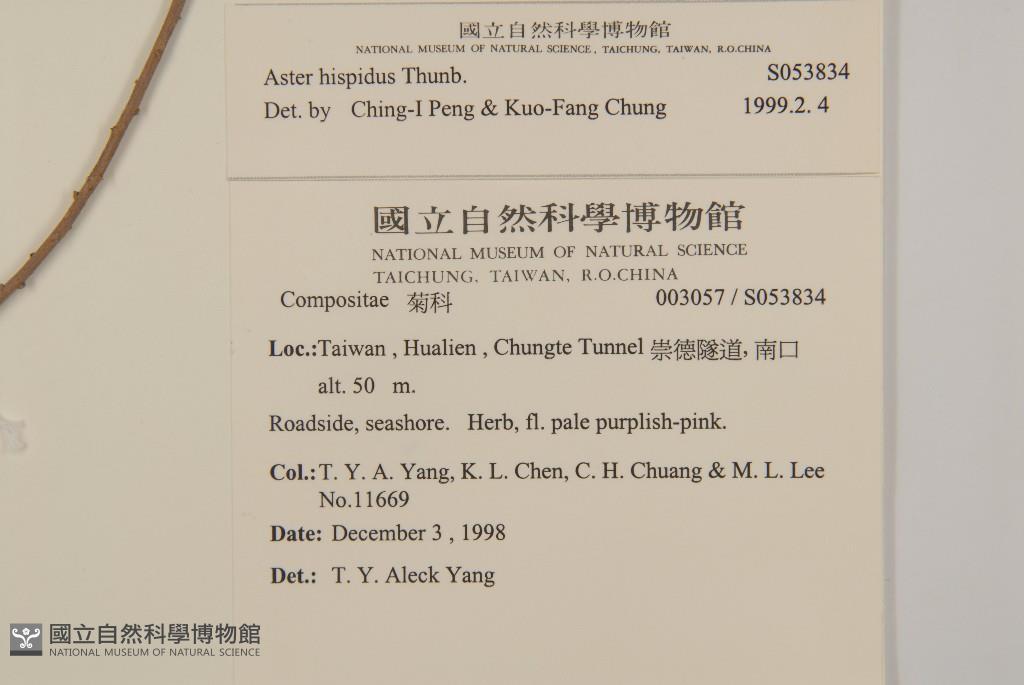 國立自然科學博物館
NATIONAL MUSEUM OF NATURAL SCIENCE, TAICHUNG, TAIWAN, R.O.CHINA
Aster hispidus Thunb. S053834
Det. by Ching-I Peng & Kuo-Fang Chung 1999.2. 4
國立自然科學博物館
NATIONAL MUSEUM OF NATURAL SCIENCE
TAICHUNG, TAIWAN, R.O.CHINA
Compositae 菊科 003057 / S053834
Loc.:Taiwan , Hualien , Chungte Tunnel 崇德隧道, 南口
alt. 50 m.
Roadside, seashore. Herb, fl. pale purplish-pink.
Col.:T. Y. A. Yang, K. L. Chen, C. H. Chuang & M. L. Lee
No.11669
Date: December 3 , 1998
Det.: T. Y. Aleck Yang
國立自然科學博物館
NATIONAL MUSEUM OF NATURAL SCIENCE